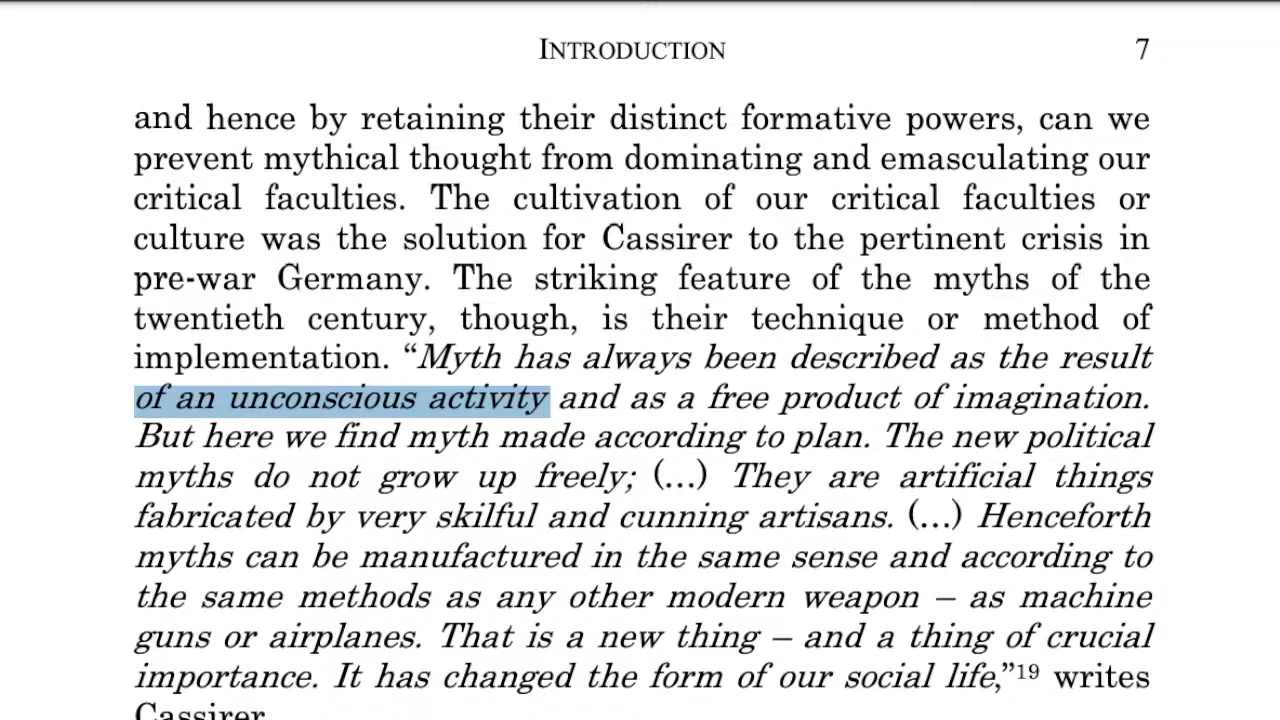 INTRODUCTION 7
and hence by retaining their distinct formative powers, can we
prevent mythical thought from dominating and emasculating our
critical faculties. The cultivation of our critical faculties or
culture was the solution for Cassirer to the pertinent crisis in
pre-war Germany. The striking feature of the myths of the
twentieth century, though, is their technique or method of
implementation. “Myth has always been described as the result
of an unconscious activity and as a free product of imagination.
But here we find myth made according to plan. The new political
myths do not grow up freely; (...) They are artificial things
fabricated by very skilful and cunning artisans. (...) Henceforth
myths can be manufactured in the same sense and according to
the same methods as any other modern weapon – as machine
guns or airplanes. That is a new thing – and a thing of crucial
importance. It has changed the form of our social life,”19 writes
Cassirer